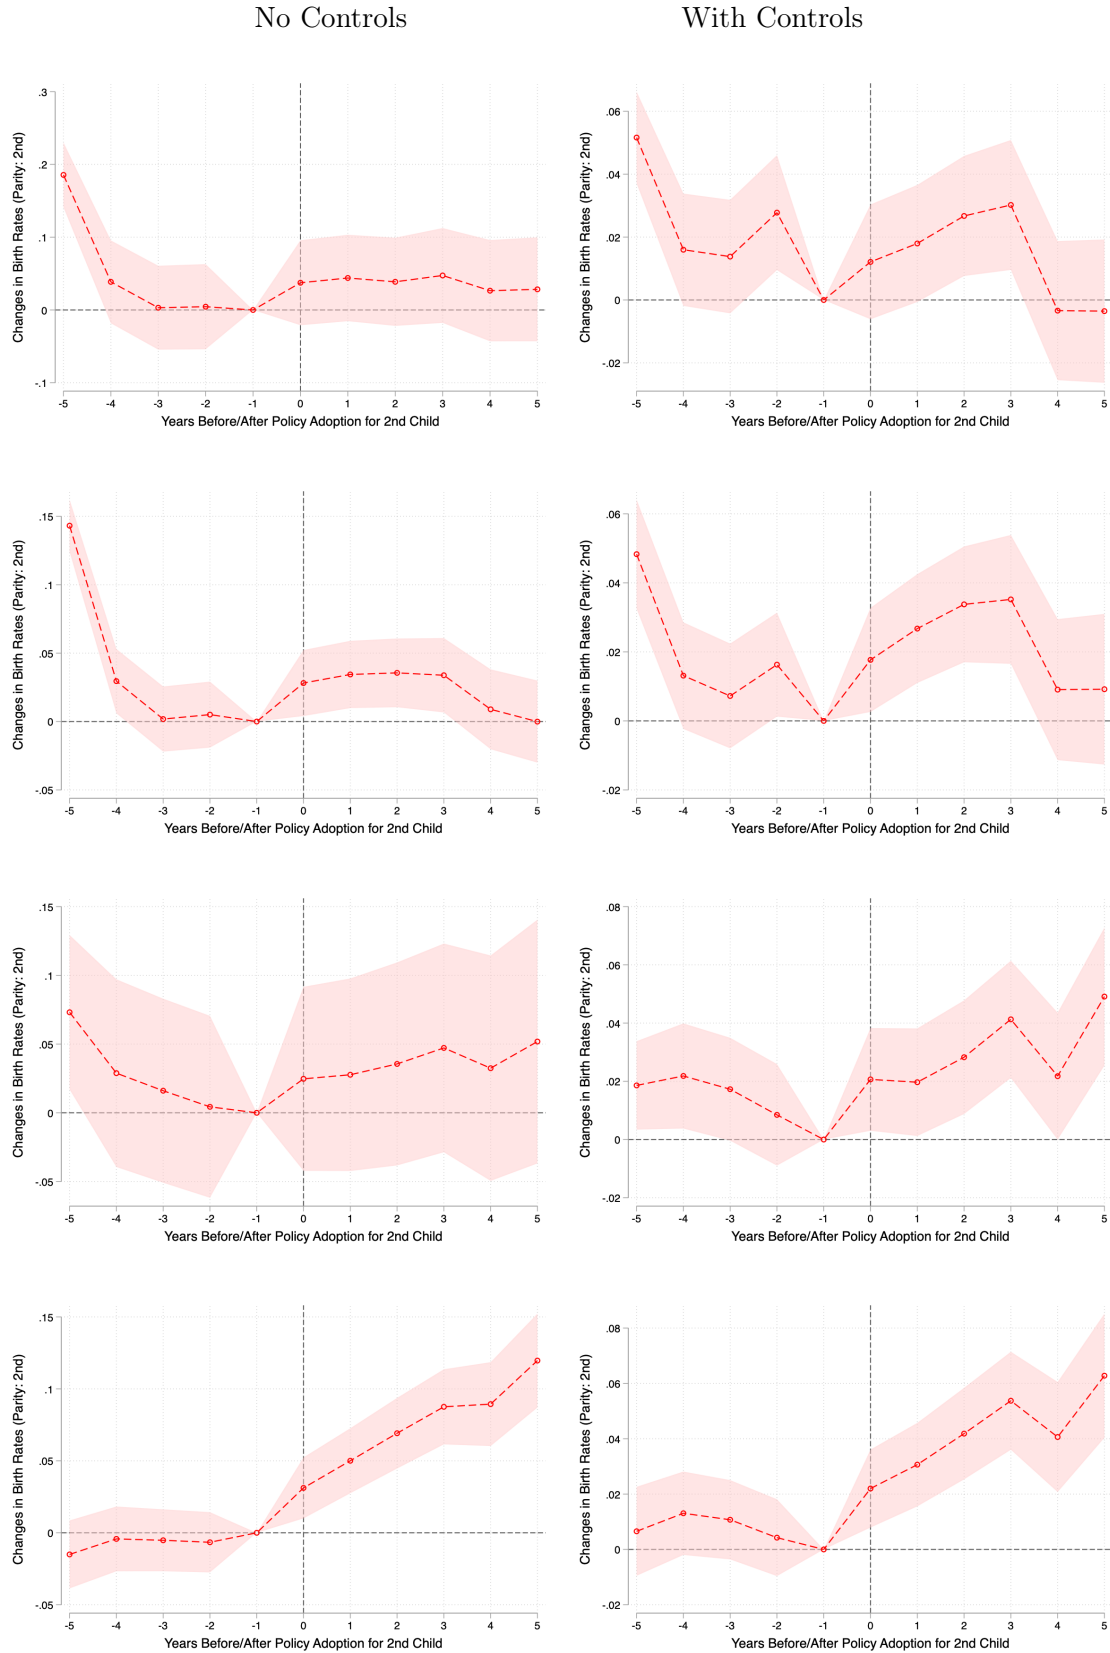 No Controls
With Controls
Changes in Birth Rates (Parity: 2nd)
.3
.2
.1
0
-.1
-5 -4 -3 -2 -1 0 1 2 3 4 5
Years Before/After Policy Adoption for 2nd Child
Changes in Birth Rates (Parity: 2nd)
.06
.04
.02
0
-.02
-5 -4 -3 -2 -1 0 1 2 3 4 5
Years Before/After Policy Adoption for 2nd Child
Changes in Birth Rates (Parity: 2nd)
.15
.1
.05
0
-.05
-5 -4 -3 -2 -1 0 1 2 3 4 5
Years Before/After Policy Adoption for 2nd Child
Changes in Birth Rates (Parity: 2nd)
.06
.04
.02
0
-.02
-5 -4 -3 -2 -1 0 1 2 3 4 5
Years Before/After Policy Adoption for 2nd Child
Changes in Birth Rates (Parity: 2nd)
.15
.1
.05
0
-.05
-5 -4 -3 -2 -1 0 1 2 3 4 5
Years Before/After Policy Adoption for 2nd Child
Changes in Birth Rates (Parity: 2nd)
.08
.06
.04
.02
0
-.02
-5 -4 -3 -2 -1 0 1 2 3 4 5
Years Before/After Policy Adoption for 2nd Child
Changes in Birth Rates (Parity: 2nd)
.15
.1
.05
0
-.05
-5 -4 -3 -2 -1 0 1 2 3 4 5
Years Before/After Policy Adoption for 2nd Child
Changes in Birth Rates (Parity: 2nd)
.08
.06
.04
.02
0
-.02
-5 -4 -3 -2 -1 0 1 2 3 4 5
Years Before/After Policy Adoption for 2nd Child